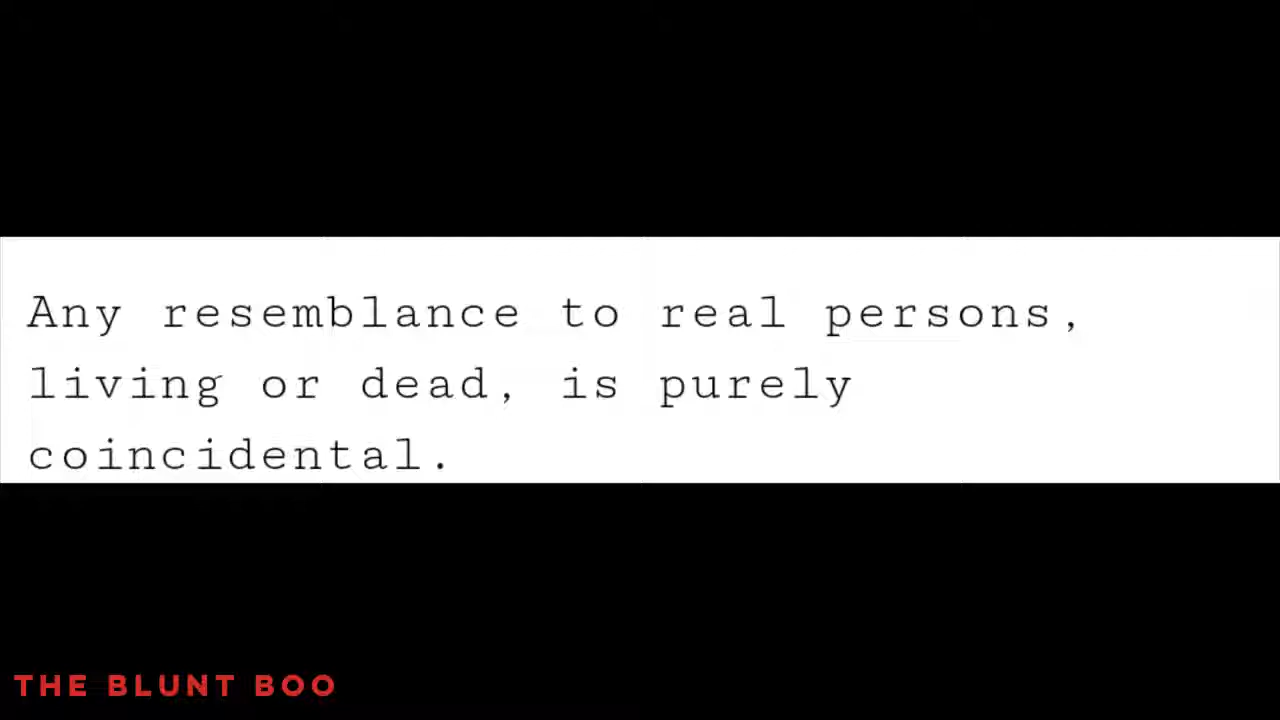 Any resemblance to real persons,
living or dead, is purely
coincidental.
THE BLUNT BOO